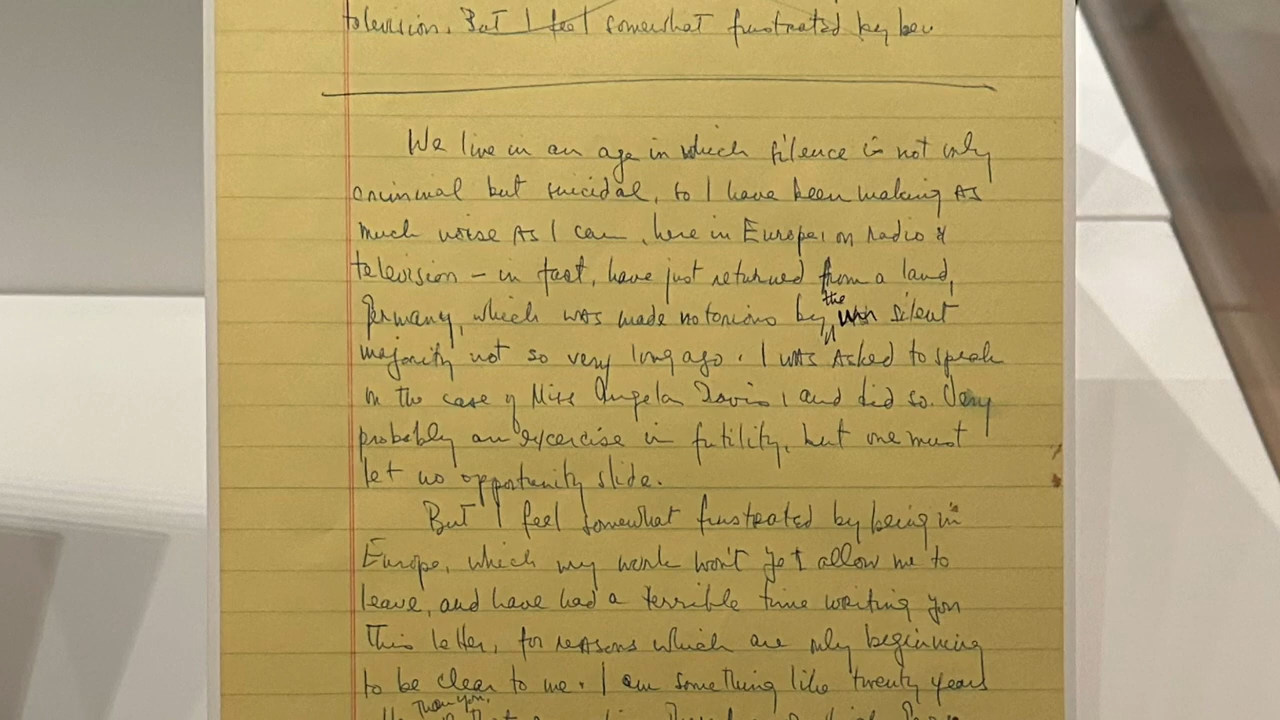 television. But I feel somewhat frustrated by bei
We live in an age in which silence is not only
criminal but suicidal, so I have been making as
much noise as I can, here in Europe, on radio &
television — in fact, have just returned from a land,
Germany, which was made notorious by the silent
majority not so very long ago. I was asked to speak
on the case of Miss Angela Davis, and did so. Very
probably an exercise in futility, but one must
let no opportunity slide.
But I feel somewhat frustrated by being in
Europe, which my work won't yet allow me to
leave, and have had a terrible time writing you
this letter, for reasons which are only beginning
to be clear to me. I am something like twenty years
than you,